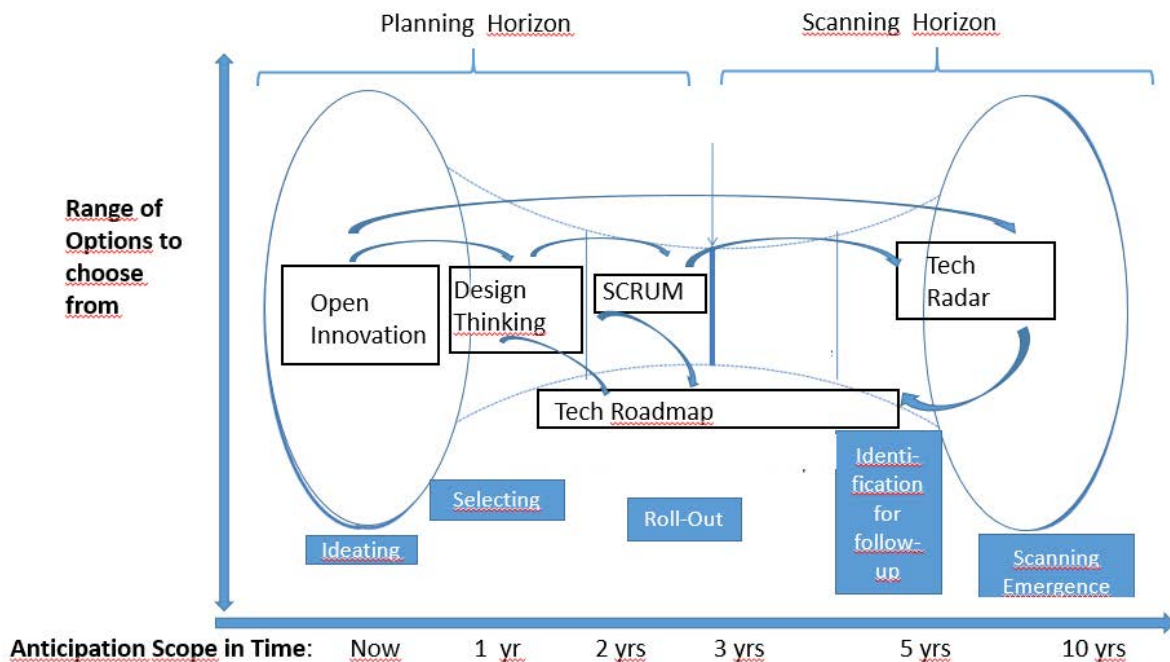 Planning Horizon
Scanning Horizon
Range of
Options to
choose
from
Open
Innovation
Design
Thinking
SCRUM
Tech
Radar
Tech Roadmap
Ideating
Selecting
Roll-Out
Identi-
fication
for
follow-
up
Scanning
Emergence
Anticipation Scope in Time: Now 1 yr 2 yrs 3 yrs 5 yrs 10 yrs